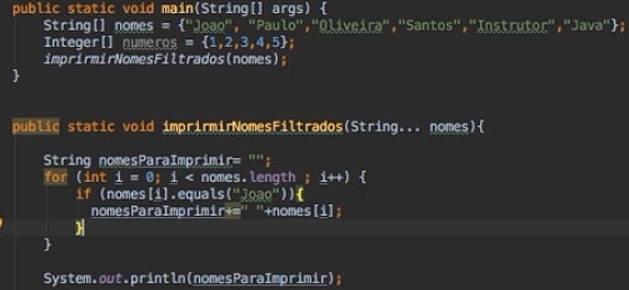 public static void main(String[] args) {
String[] nomes = {"Joao", "Paulo","Oliveira","Santos","Instrutor","Java"};
Integer[] numeros = {1,2,3,4,5};
imprirmirNomesFiltrados(nomes);
}
public static void imprirmirNomesFiltrados(String... nomes){
String nomesParaImprimir= "";
for (int i = 0; i < nomes.length ; i++) {
if (nomes[i].equals("Joao")){
nomesParaImprimir+=" "+nomes[i];
}
}
System.out.println(nomesParaImprimir);